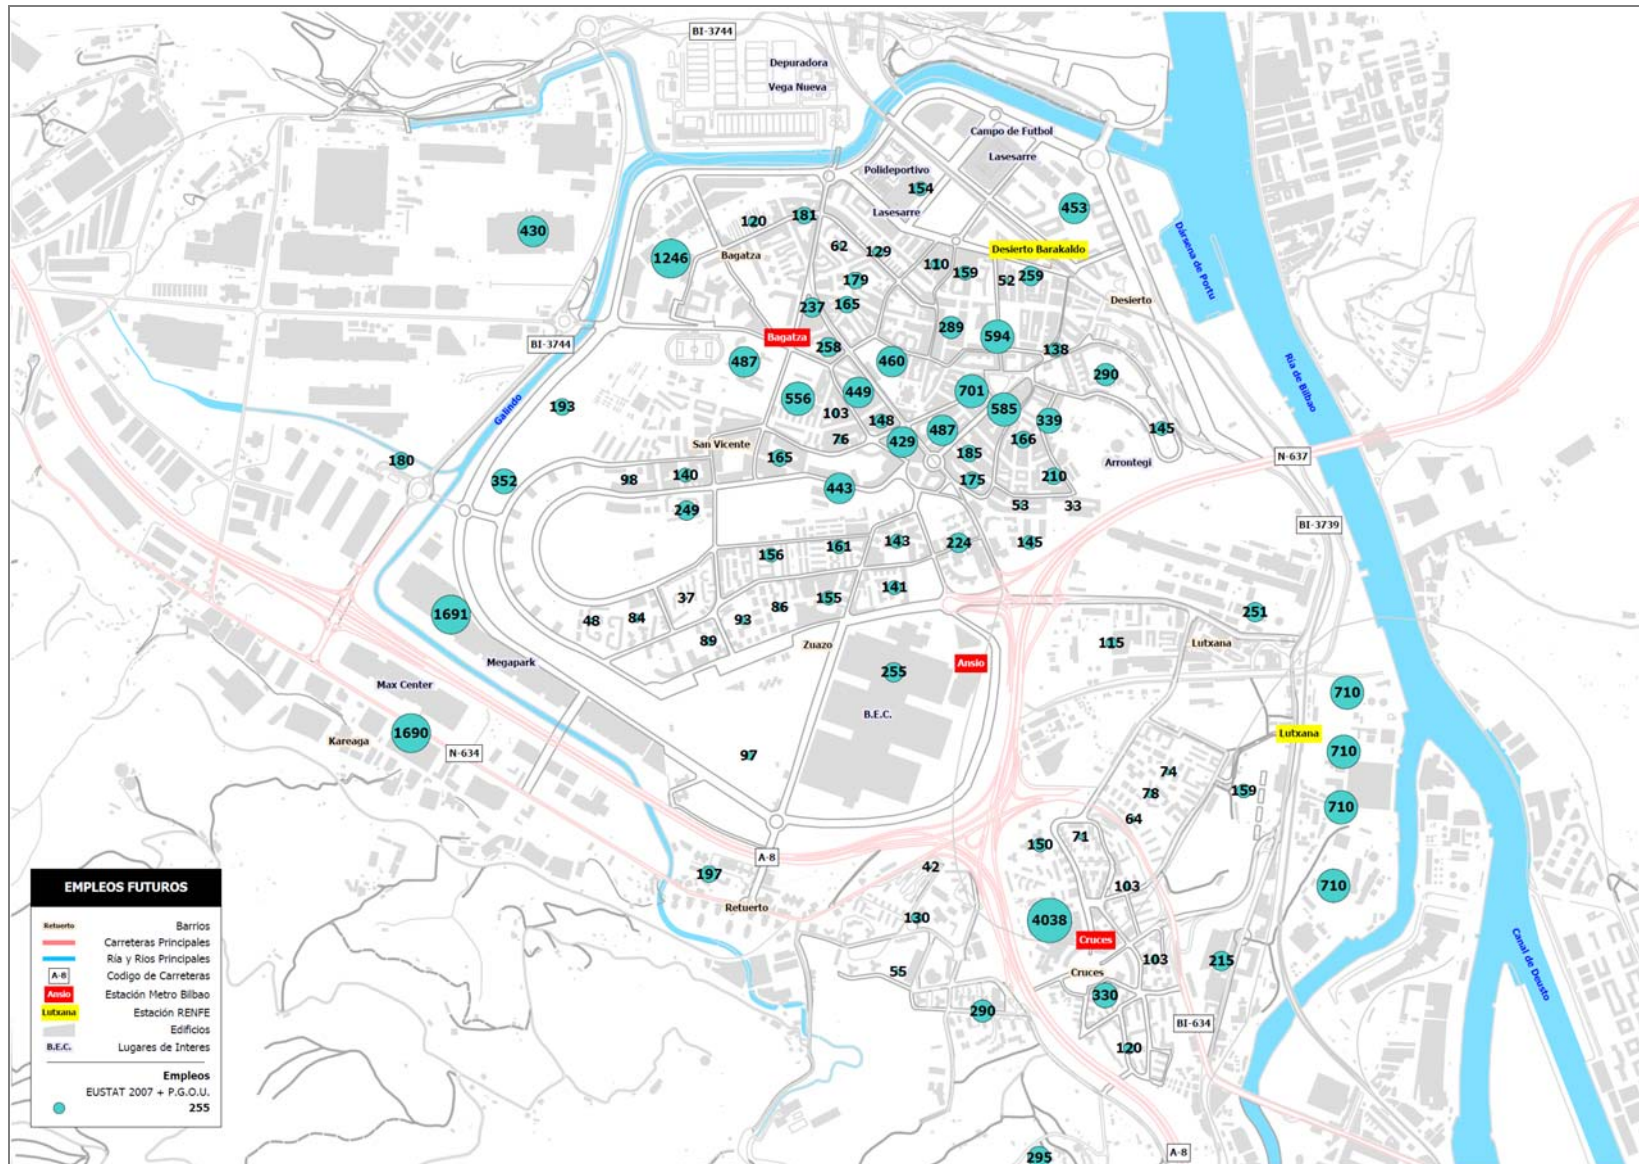 BI-3744
Depuradora
Vega Nueva
Campo de Futbol
Lasesarre
Polideportivo
154
Lasesarre
453
120
181
430
62
129
1246
Bagatza
Desierto Barakaldo
110
159
52
259
179
Desierto
Dársena de Portu
237
165
289
594
Bagatza
BI-3744
258
138
487
460
290
Ría de Bilbao
556
449
701
193
103
585
Galindo
148
339
487
145
San Vicente
76
429
166
165
185
Arrontegi
N-637
180
352
98
140
443
175
210
249
53
33
BI-3739
156
161
143
224
145
141
37
155
1691
48
84
93
86
251
89
Zuazo
115
Lutxana
Megapark
Ansio
255
Max Center
B.E.C.
710
1690
Kareaga
N-634
97
Lutxana
710
74
78
159
710
64
71
150
A-8
197
42
103
710
Retuerto
130
4038
Cruces
Canal de Deusto
55
Cruces
103
215
330
290
BI-634
120
295
A-8
EMPLEOS FUTUROS
Retuerto Barrios
Carreteras Principales
Ría y Rios Principales
A-8 Codigo de Carreteras
Ansio Estación Metro Bilbao
Lutxana Estación RENFE
Edificios
B.E.C. Lugares de Interes
Empleos
EUSTAT 2007 + P.G.O.U.
255